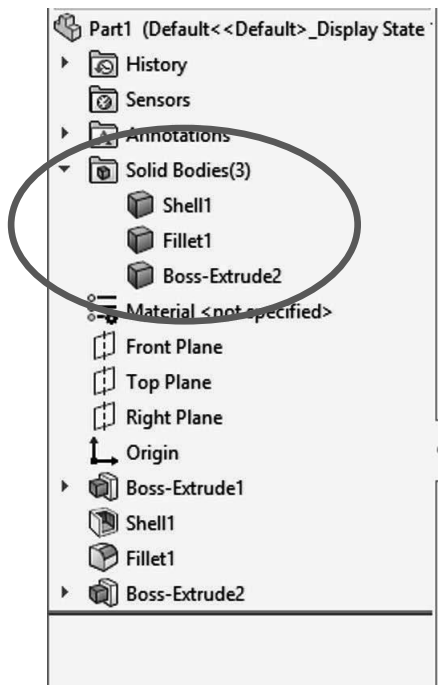 Part1 (Default<<Default>_Display State
History
Sensors
Annotations
Solid Bodies(3)
Shell1
Fillet1
Boss-Extrude2
Material <not specified>
Front Plane
Top Plane
Right Plane
Origin
Boss-Extrude1
Shell1
Fillet1
Boss-Extrude2